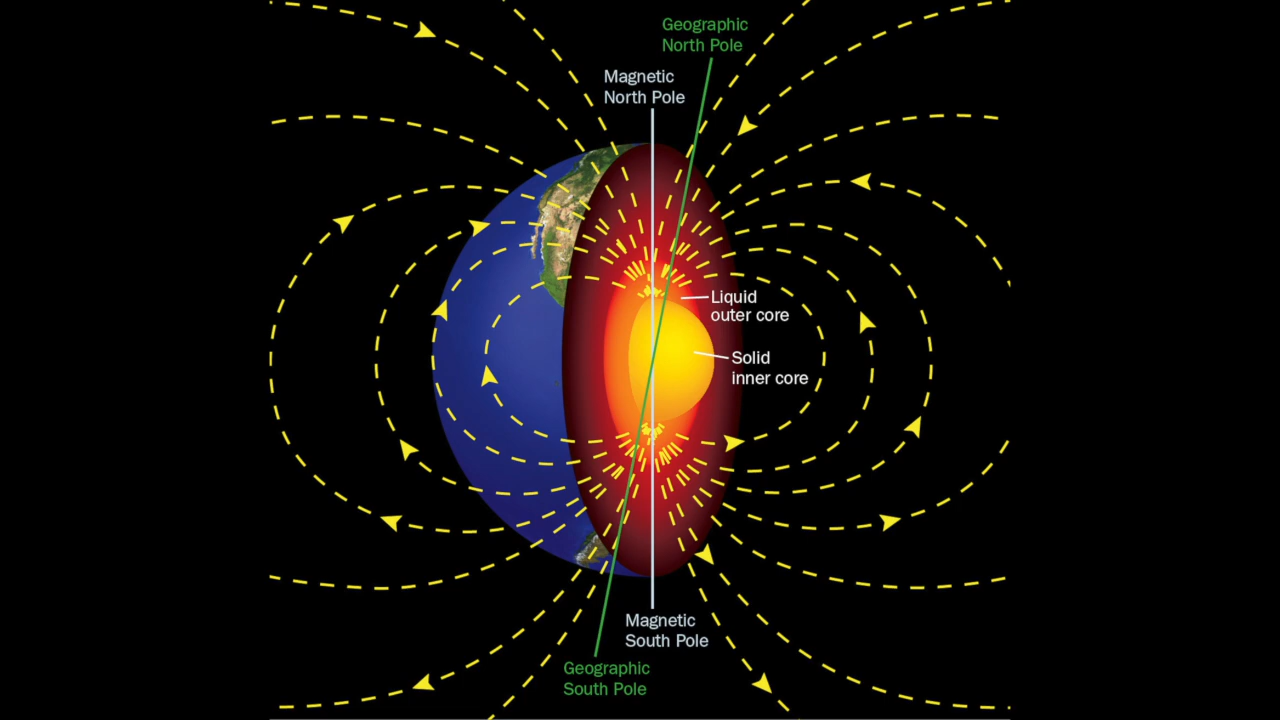 Geographic
North Pole
Magnetic
North Pole
Liquid
outer core
Solid
inner core
Magnetic
South Pole
Geographic
South Pole